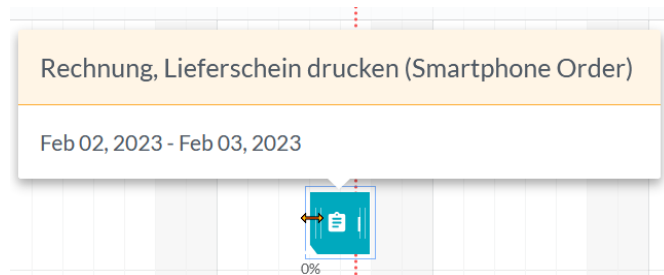 Rechnung, Lieferschein drucken (Smartphone Order)
Feb 02, 2023 - Feb 03, 2023
0%